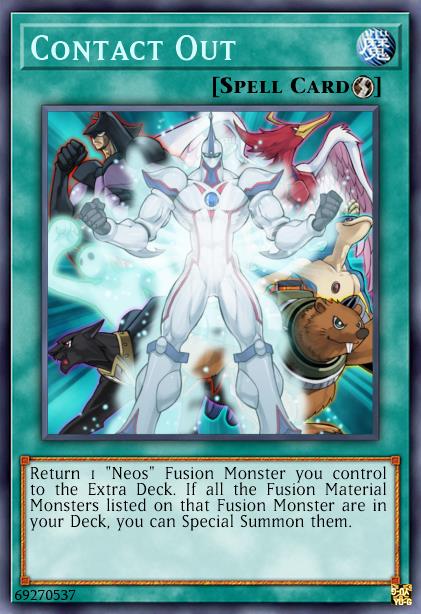 Contact Out
魔
[Spell Card]
Return 1 "Neos" Fusion Monster you control
to the Extra Deck. If all the Fusion Material
Monsters listed on that Fusion Monster are in
your Deck, you can Special Summon them.
69270537